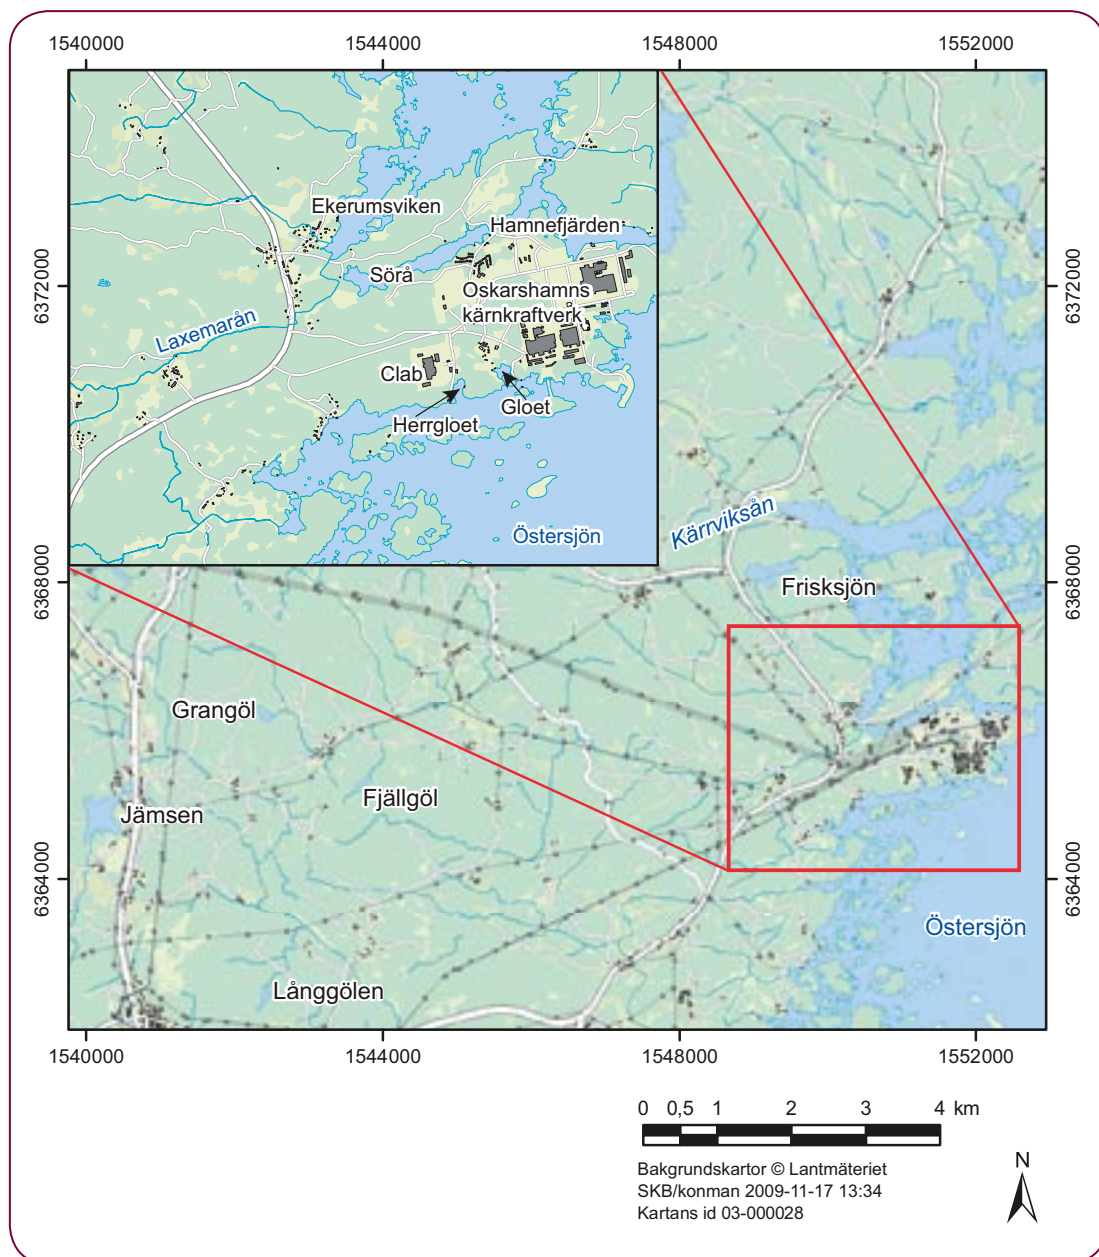 1540000 1544000 1548000 1552000
Ekerumsviken
Hamnefjärden
Sörå
Oskarshamns
kärnkraftverk
Laxemarån
Clab
Gloet
Herrgloet
Östersjön
6372000
6372000
Kärrviksån
6368000
6368000
Frisksjön
Grangöl
Fjällgöl
Jämsen
6364000
6364000
Östersjön
Långgölen
1540000 1544000 1548000 1552000
0 0,5 1 2 3 4 km
Bakgrundskartor © Lantmäteriet
SKB/konman 2009-11-17 13:34
Kartans id 03-000028
N